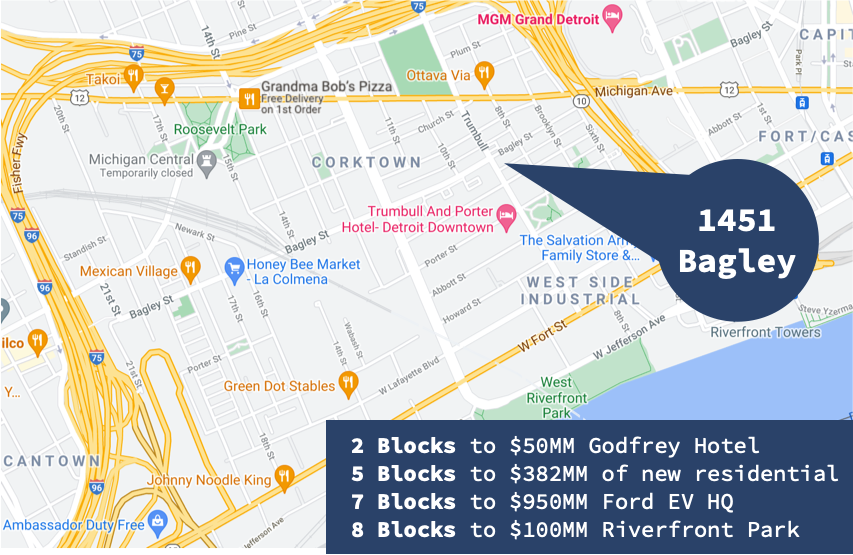 MGM Grand Detroit
75
14th St
Pine St
Bagley St
CAPIT
75
Plum St
Takoi
Ottava Via
Park Pl
12
Grandma Bob's Pizza
Free Delivery
on 1st Order
Michigan Ave
12
10
20th St
12
17th St
11th St
Church St
Trumbull
Brooklyn St
Sixth St
Abbott St
1st St
Roosevelt Park
Bagley St
10th St
FORT/CAS
Fisher Fwy
Michigan Central
Temporarily closed
15th St
CORKTOWN
75
96
14th St
Trumbull And Porter
Hotel- Detroit Downtown
1451
Bagley
Newark St
Standish St
Bagley St
The Salvation Arm
Family Store &...
Porter St
Mexican Village
Honey Bee Market
- La Colmena
96
21st St
16th St
Abbott St
WEST SIDE
INDUSTRIAL
Bagley St
17th St
Howard St
8th St
Steve Yzerma
Riverfront Towers
ilco
75
Wabash St
14th St
W Fort St
W Jefferson Ave
Y...
21st St
Porter St
W Lafayette Blvd
Green Dot Stables
West
Riverfront
Park
18th St
CANTOWN
96
Johnny Noodle King
Ambassador Duty Free
Jefferson Ave
2 Blocks to $50MM Godfrey Hotel
5 Blocks to $382MM of new residential
7 Blocks to $950MM Ford EV HQ
8 Blocks to $100MM Riverfront Park